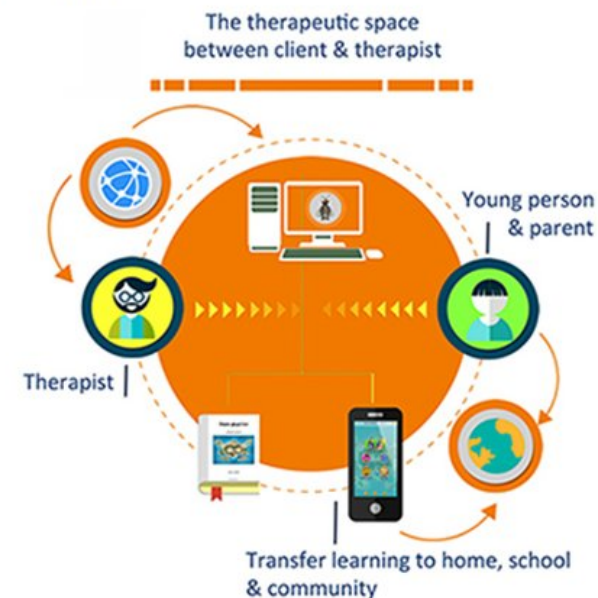 The therapeutic space
between client & therapist
Young person
& parent
Therapist
Transfer learning to home, school
& community